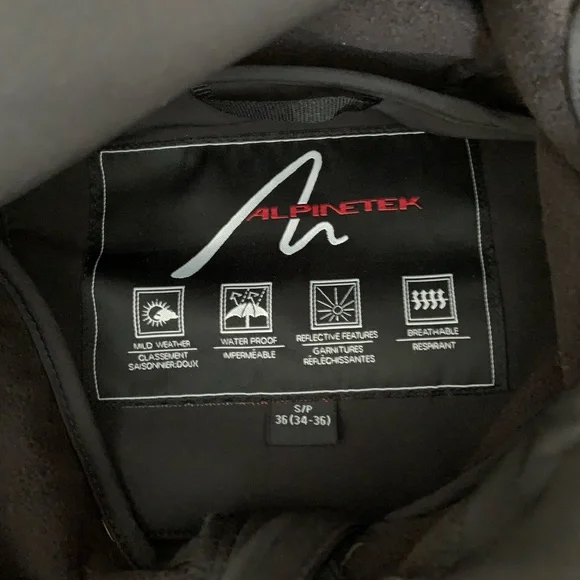 ALPINETEK
MILD WEATHER
CLASSEMENT
SAISONNIER:DOUX
WATER PROOF
IMPERMÉABLE
REFLECTIVE FEATURES
GARNITURES
RÉFLÉCHISSANTES
BREATHABLE
RESPIRANT
S/P
36(34-36)